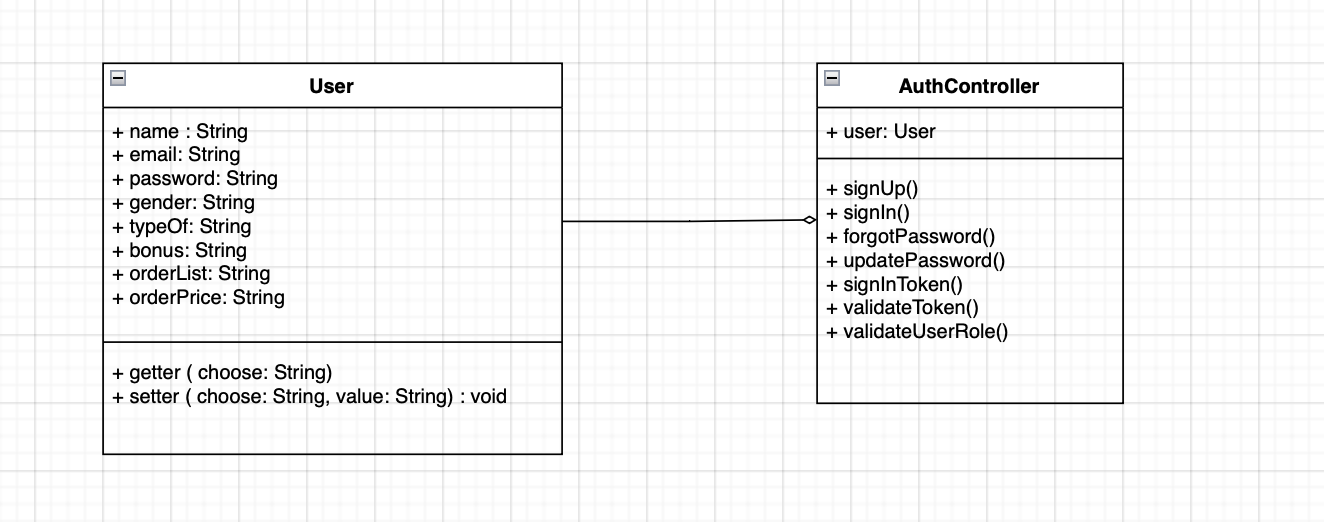 User
+ name : String
+ email: String
+ password: String
+ gender: String
+ typeOf: String
+ bonus: String
+ orderList: String
+ orderPrice: String
+ getter ( choose: String)
+ setter ( choose: String, value: String) : void
AuthController
+ user: User
+ signUp()
+ signIn()
+ forgotPassword()
+ updatePassword()
+ signInToken()
+ validateToken()
+ validateUserRole()